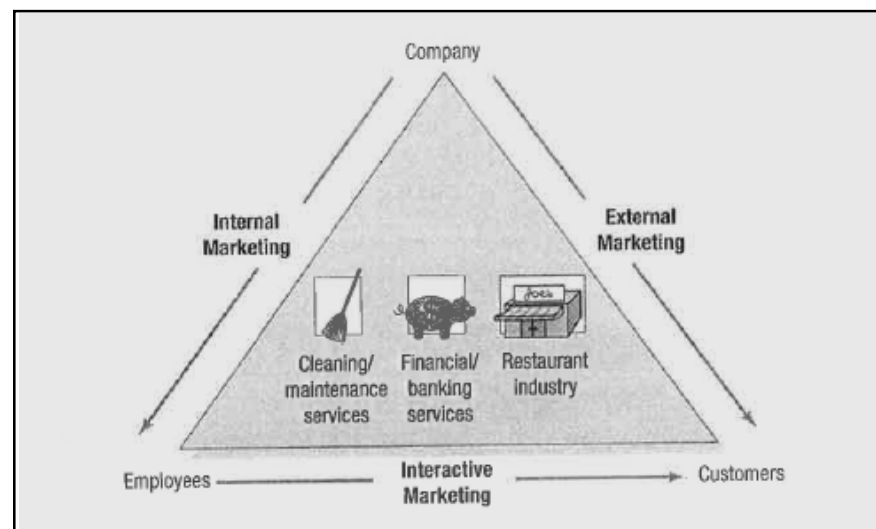 Company
Internal
Marketing
External
Marketing
Joe's
Cleaning/
maintenance
services
Financial/
banking
services
Restaurant
industry
Employees
Interactive
Marketing
Customers